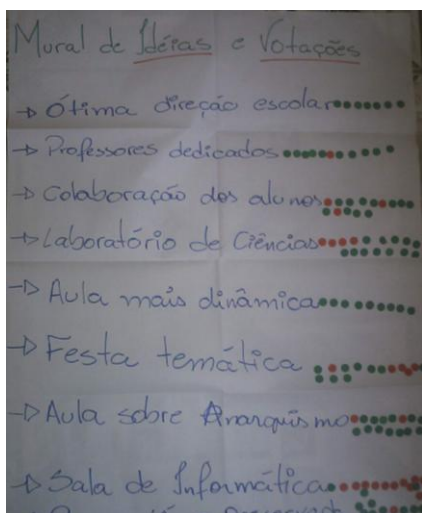 Mural de Idéias e Votações
→ Ótima direção escolar
→ Professores dedicados
→ Colaboração dos alunos
→ Laboratório de Ciências
→ Aula mais dinâmica
→ Festa temática
→ Aula sobre Anarquismo
→ Sala de Informática